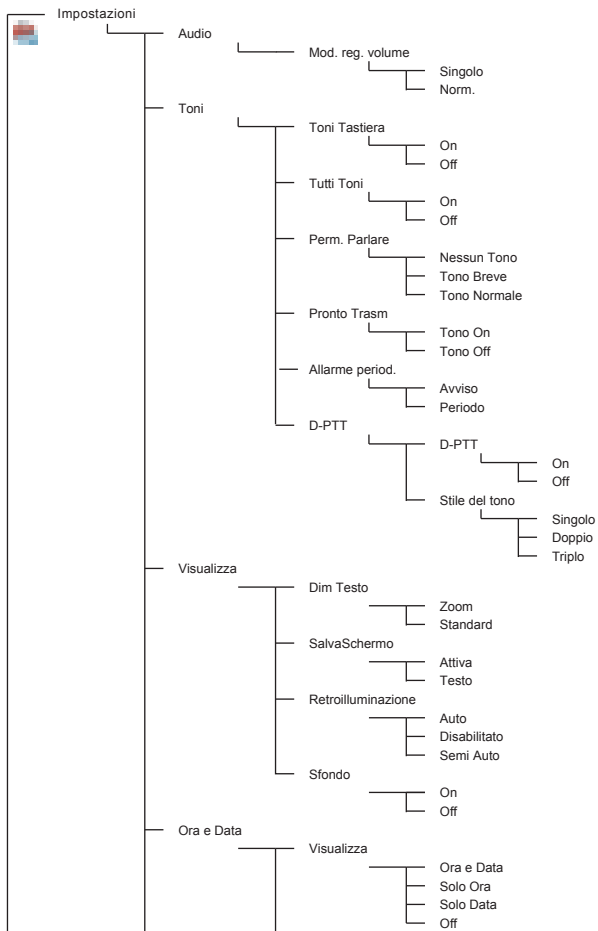 Impostazioni
Audio
Mod. reg. volume
Singolo
Norm.
Toni
Toni Tastiera
On
Off
Tutti Toni
On
Off
Perm. Parlare
Nessun Tono
Tono Breve
Tono Normale
Pronto Trasm
Tono On
Tono Off
Allarme period.
Avviso
Periodo
D-PTT
D-PTT
On
Off
Stile del tono
Singolo
Doppio
Triplo
Visualizza
Dim Testo
Zoom
Standard
SalvaSchermo
Attiva
Testo
Retroilluminazione
Auto
Disabilitato
Semi Auto
Sfondo
On
Off
Ora e Data
Visualizza
Ora e Data
Solo Ora
Solo Data
Off